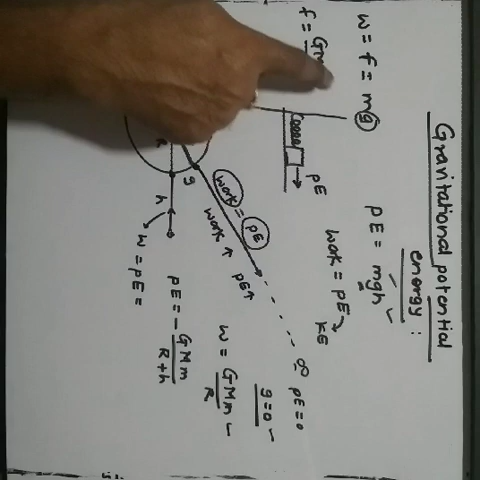 Gravitational potential
energy :
w = f = mg
f = Gm
PE = mgh
work = PE
KE
PE
work = PE
work ↑ PE↑
∞ PE = 0
g = 0
w = GMm
R
g
R
h
w = PE =
PE = - GMm
R+h